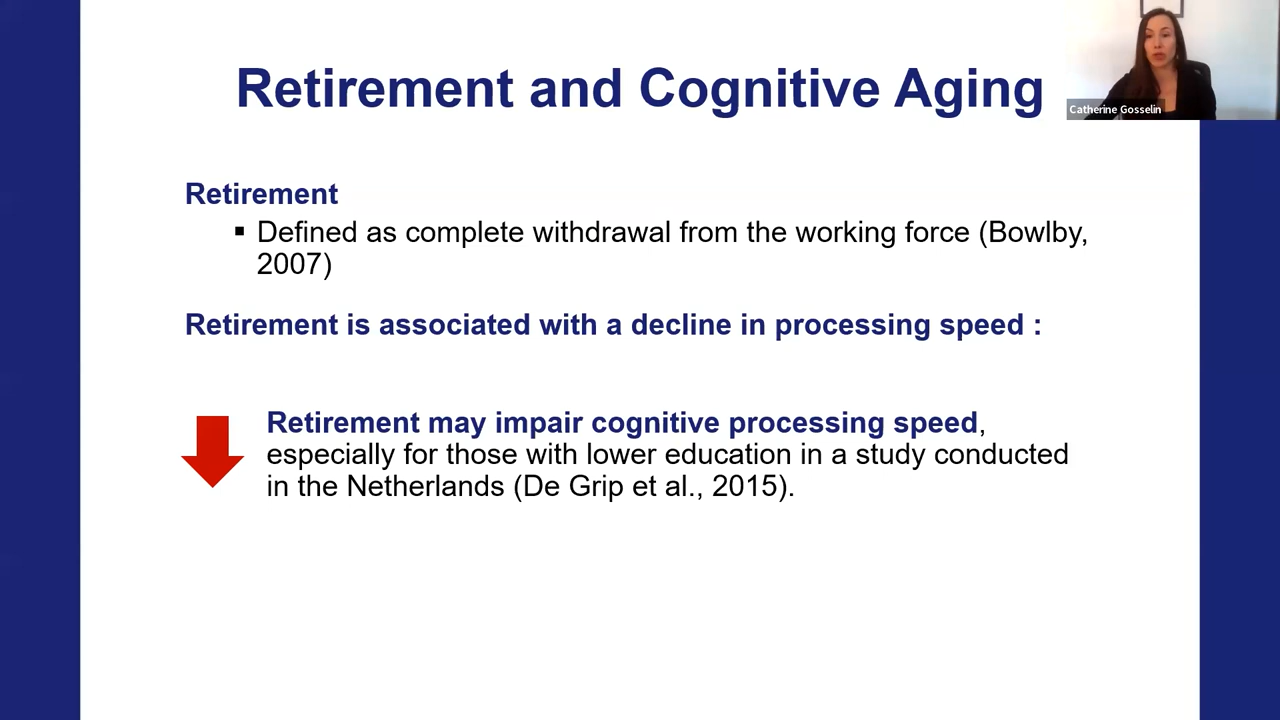 Retirement and Cognitive Aging
Catherine Gosselin
Retirement
▪ Defined as complete withdrawal from the working force (Bowlby,
2007)
Retirement is associated with a decline in processing speed :
Retirement may impair cognitive processing speed,
especially for those with lower education in a study conducted
in the Netherlands (De Grip et al., 2015).